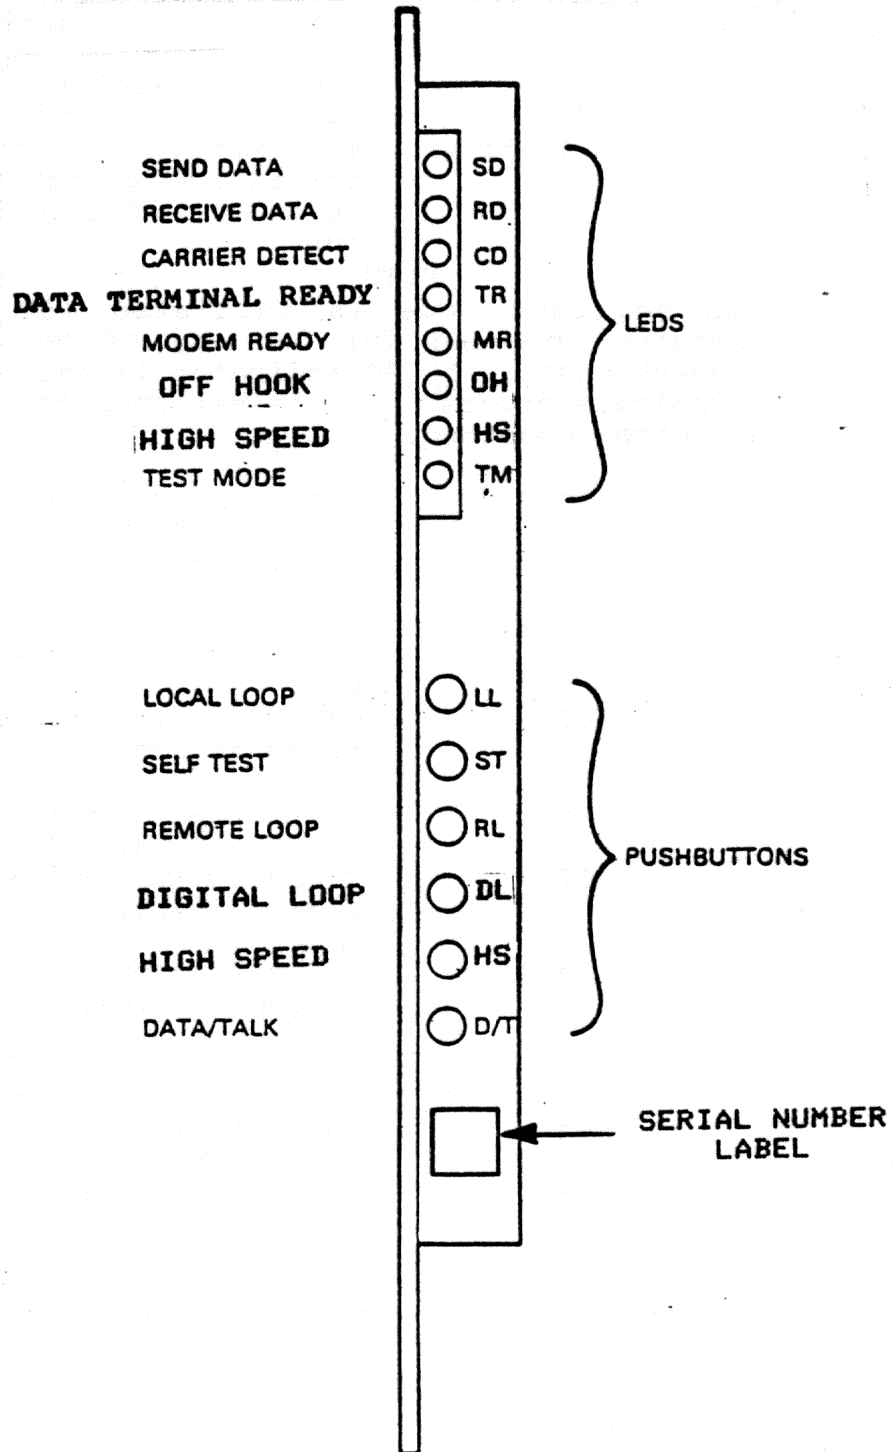 SEND DATA SD
RECEIVE DATA RD
CARRIER DETECT CD
DATA TERMINAL READY TR
LEDS
MODEM READY MR
OFF HOOK OH
HIGH SPEED HS
TEST MODE TM
LOCAL LOOP LL
SELF TEST ST
REMOTE LOOP RL
PUSHBUTTONS
DIGITAL LOOP DL
HIGH SPEED HS
DATA/TALK D/T
SERIAL NUMBER
LABEL